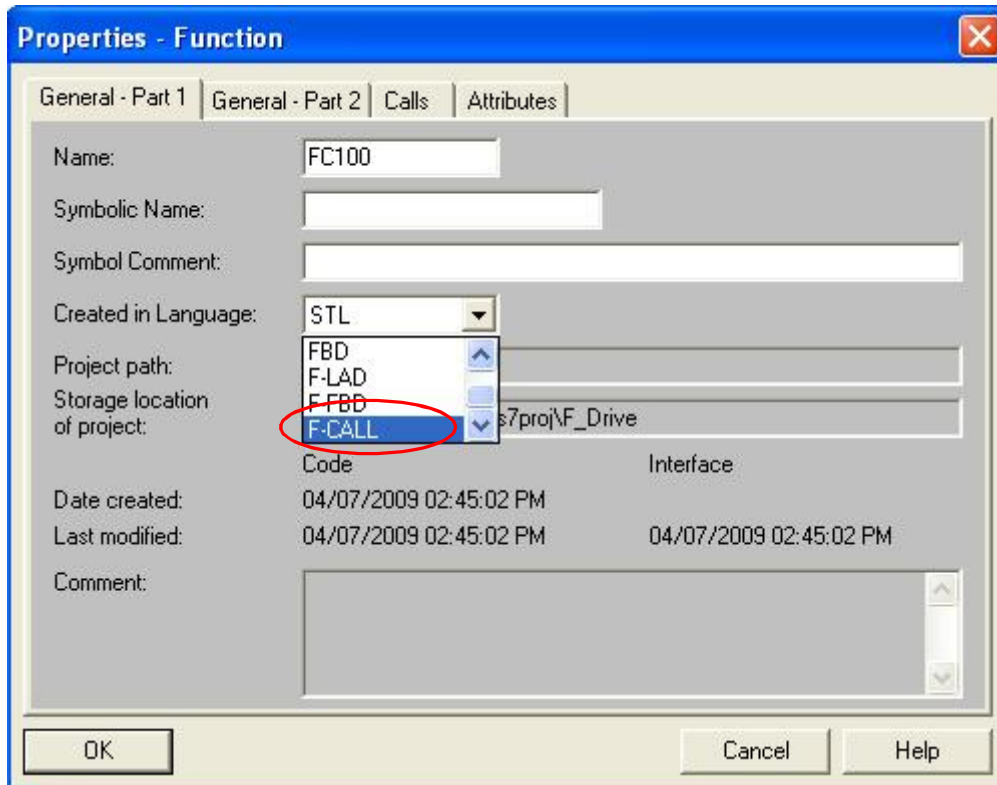 Properties - Function
General - Part 1 General - Part 2 Calls Attributes
Name: FC100
Symbolic Name:
Symbol Comment:
Created in Language: STL
FBD
Project path:
F-LAD
Storage location
of project:
F-FBD
F-CALL s7proj\F_Drive
Code Interface
Date created: 04/07/2009 02:45:02 PM
Last modified: 04/07/2009 02:45:02 PM 04/07/2009 02:45:02 PM
Comment:
OK Cancel Help